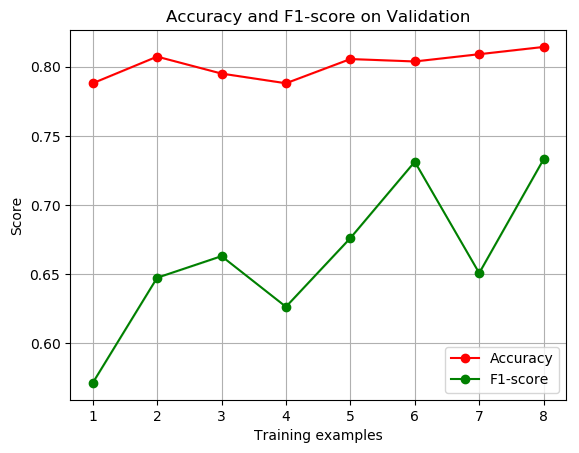 Accuracy and F1-score on Validation
Score
0.80
0.75
0.70
0.65
0.60
Accuracy
F1-score
1 2 3 4 5 6 7 8
Training examples